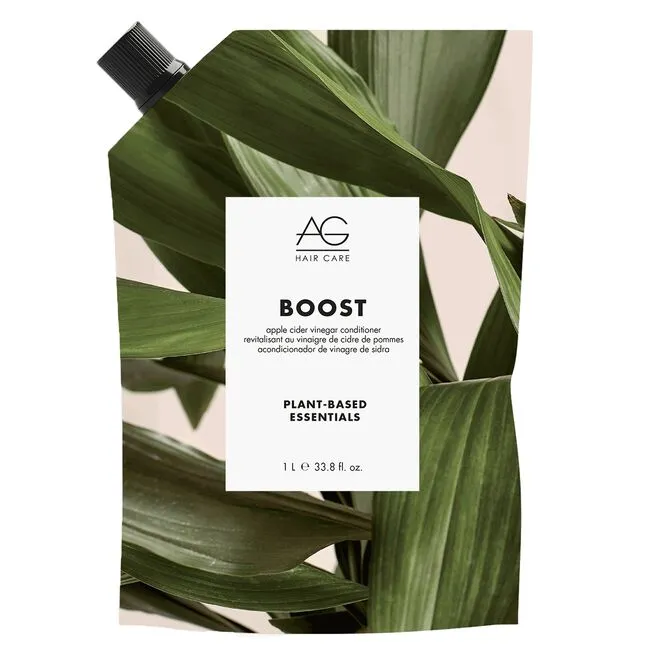 AG
HAIR CARE
BOOST
apple cider vinegar conditioner
revitalisant au vinaigre de cidre de pommes
acondicionador de vinagre de sidra
PLANT-BASED
ESSENTIALS
1 L ℮ 33.8 fl. oz.